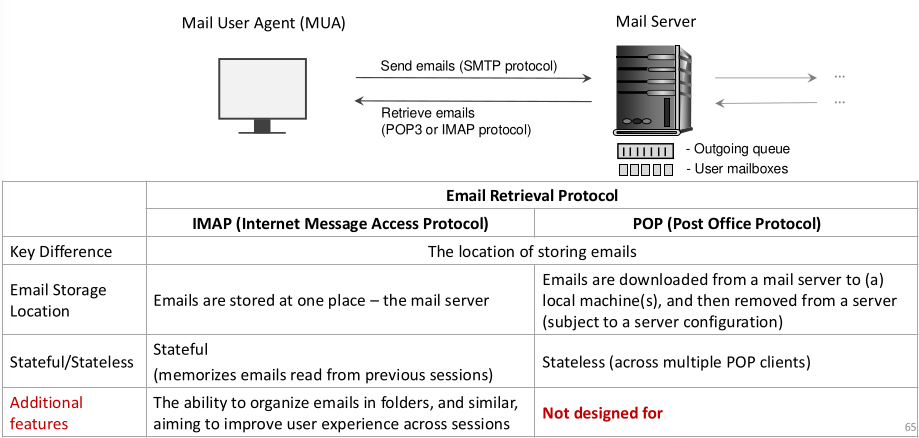 Mail User Agent (MUA)
Mail Server
Send emails (SMTP protocol)
...
Retrieve emails
(POP3 or IMAP protocol)
...
- Outgoing queue
- User mailboxes
Email Retrieval Protocol
IMAP (Internet Message Access Protocol)
POP (Post Office Protocol)
Key Difference
The location of storing emails
Email Storage
Location
Emails are stored at one place – the mail server
Emails are downloaded from a mail server to (a)
local machine(s), and then removed from a server
(subject to a server configuration)
Stateful/Stateless
Stateful
(memorizes emails read from previous sessions)
Stateless (across multiple POP clients)
Additional
features
The ability to organize emails in folders, and similar,
aiming to improve user experience across sessions
Not designed for
65